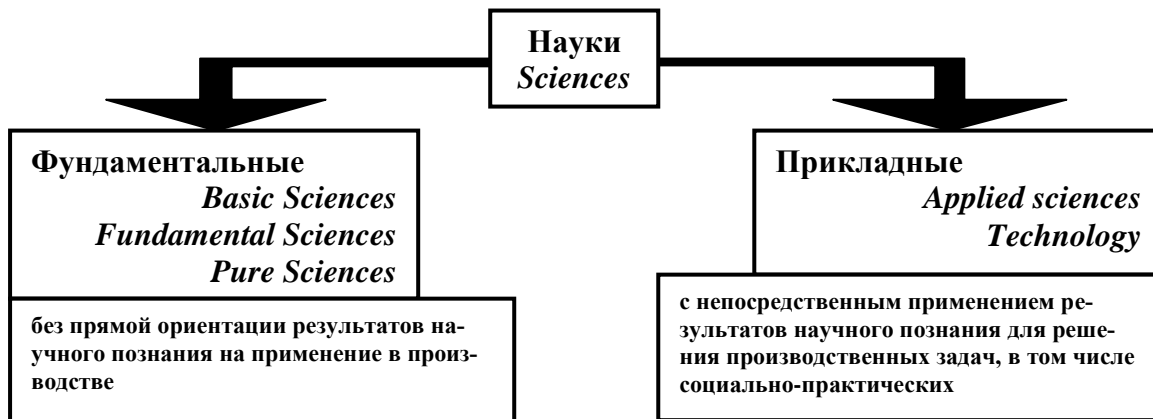 Науки
Sciences
Фундаментальные
Basic Sciences
Fundamental Sciences
Pure Sciences
без прямой ориентации результатов на-
учного познания на применение в произ-
водстве
Прикладные
Applied sciences
Technology
с непосредственным применением ре-
зультатов научного познания для реше-
ния производственных задач, в том числе
социально-практических